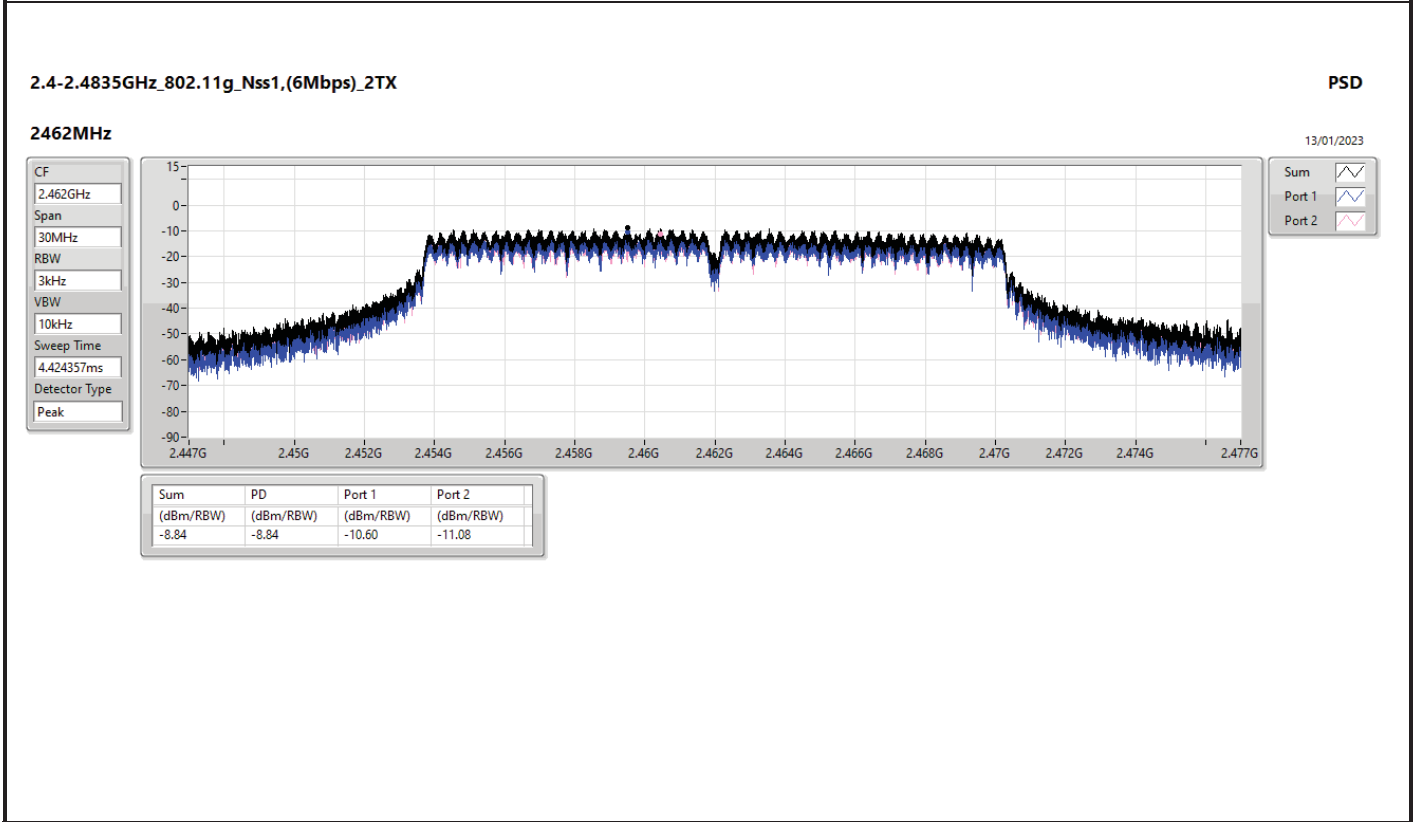 2.4-2.4835GHz_802.11g_Nss1,(6Mbps)_2TX
PSD
2462MHz
13/01/2023
CF
2.462GHz
Span
30MHz
RBW
3kHz
VBW
10kHz
Sweep Time
4.424357ms
Detector Type
Peak
15
0
-10
-20
-30
-40
-50
-60
-70
-80
-90
2.447G 2.45G 2.452G 2.454G 2.456G 2.458G 2.46G 2.462G 2.464G 2.466G 2.468G 2.47G 2.472G 2.474G 2.477G
Sum
Port 1
Port 2
Sum PD Port 1 Port 2
(dBm/RBW) (dBm/RBW) (dBm/RBW) (dBm/RBW)
-8.84 -8.84 -10.60 -11.08